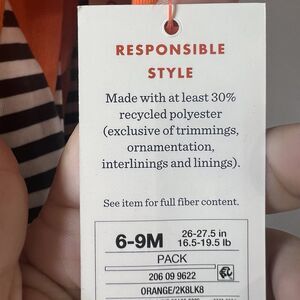 RESPONSIBLE
STYLE
Made with at least 30%
recycled polyester
(exclusive of trimmings,
ornamentation,
interlinings and linings).
See item for full fiber content.
6-9M 26-27.5 in
16.5-19.5 lb
PACK
206 09 9622
ORANGE/2K8LK8